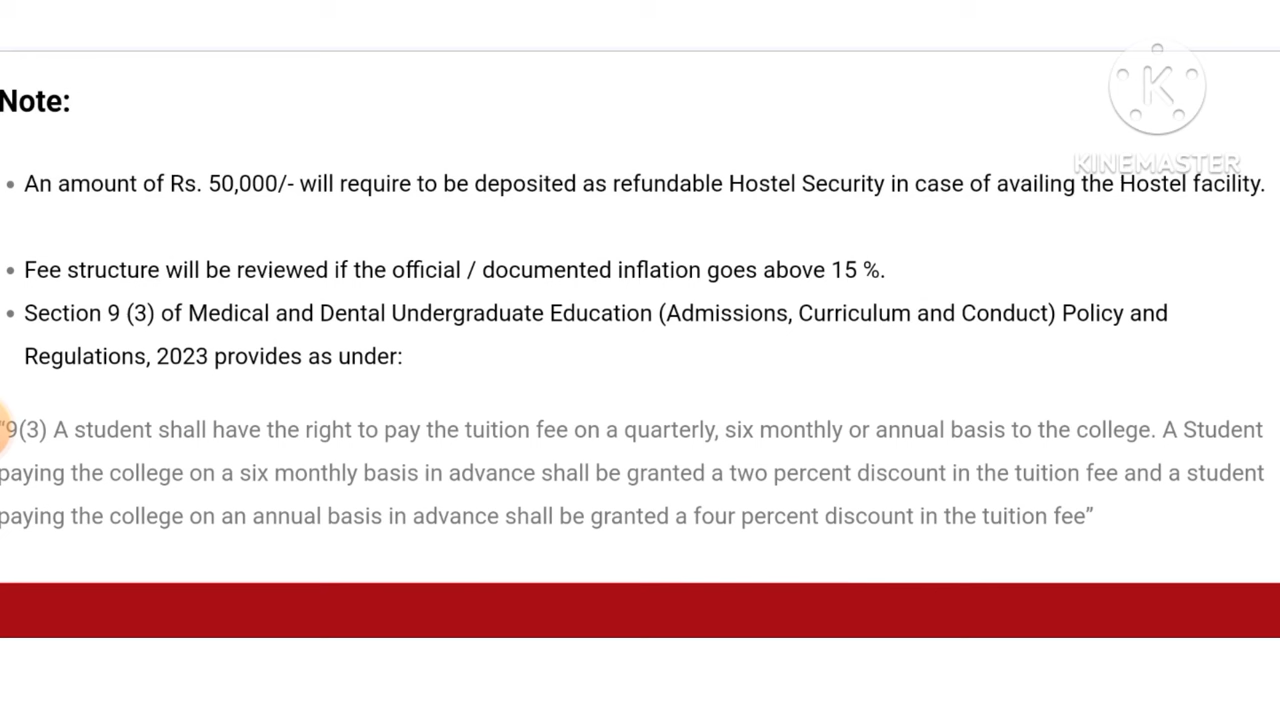 K
KINEMASTER
Note:
• An amount of Rs. 50,000/- will require to be deposited as refundable Hostel Security in case of availing the Hostel facility.
• Fee structure will be reviewed if the official / documented inflation goes above 15 %.
• Section 9 (3) of Medical and Dental Undergraduate Education (Admissions, Curriculum and Conduct) Policy and
Regulations, 2023 provides as under:
“9(3) A student shall have the right to pay the tuition fee on a quarterly, six monthly or annual basis to the college. A Student
paying the college on a six monthly basis in advance shall be granted a two percent discount in the tuition fee and a student
paying the college on an annual basis in advance shall be granted a four percent discount in the tuition fee”